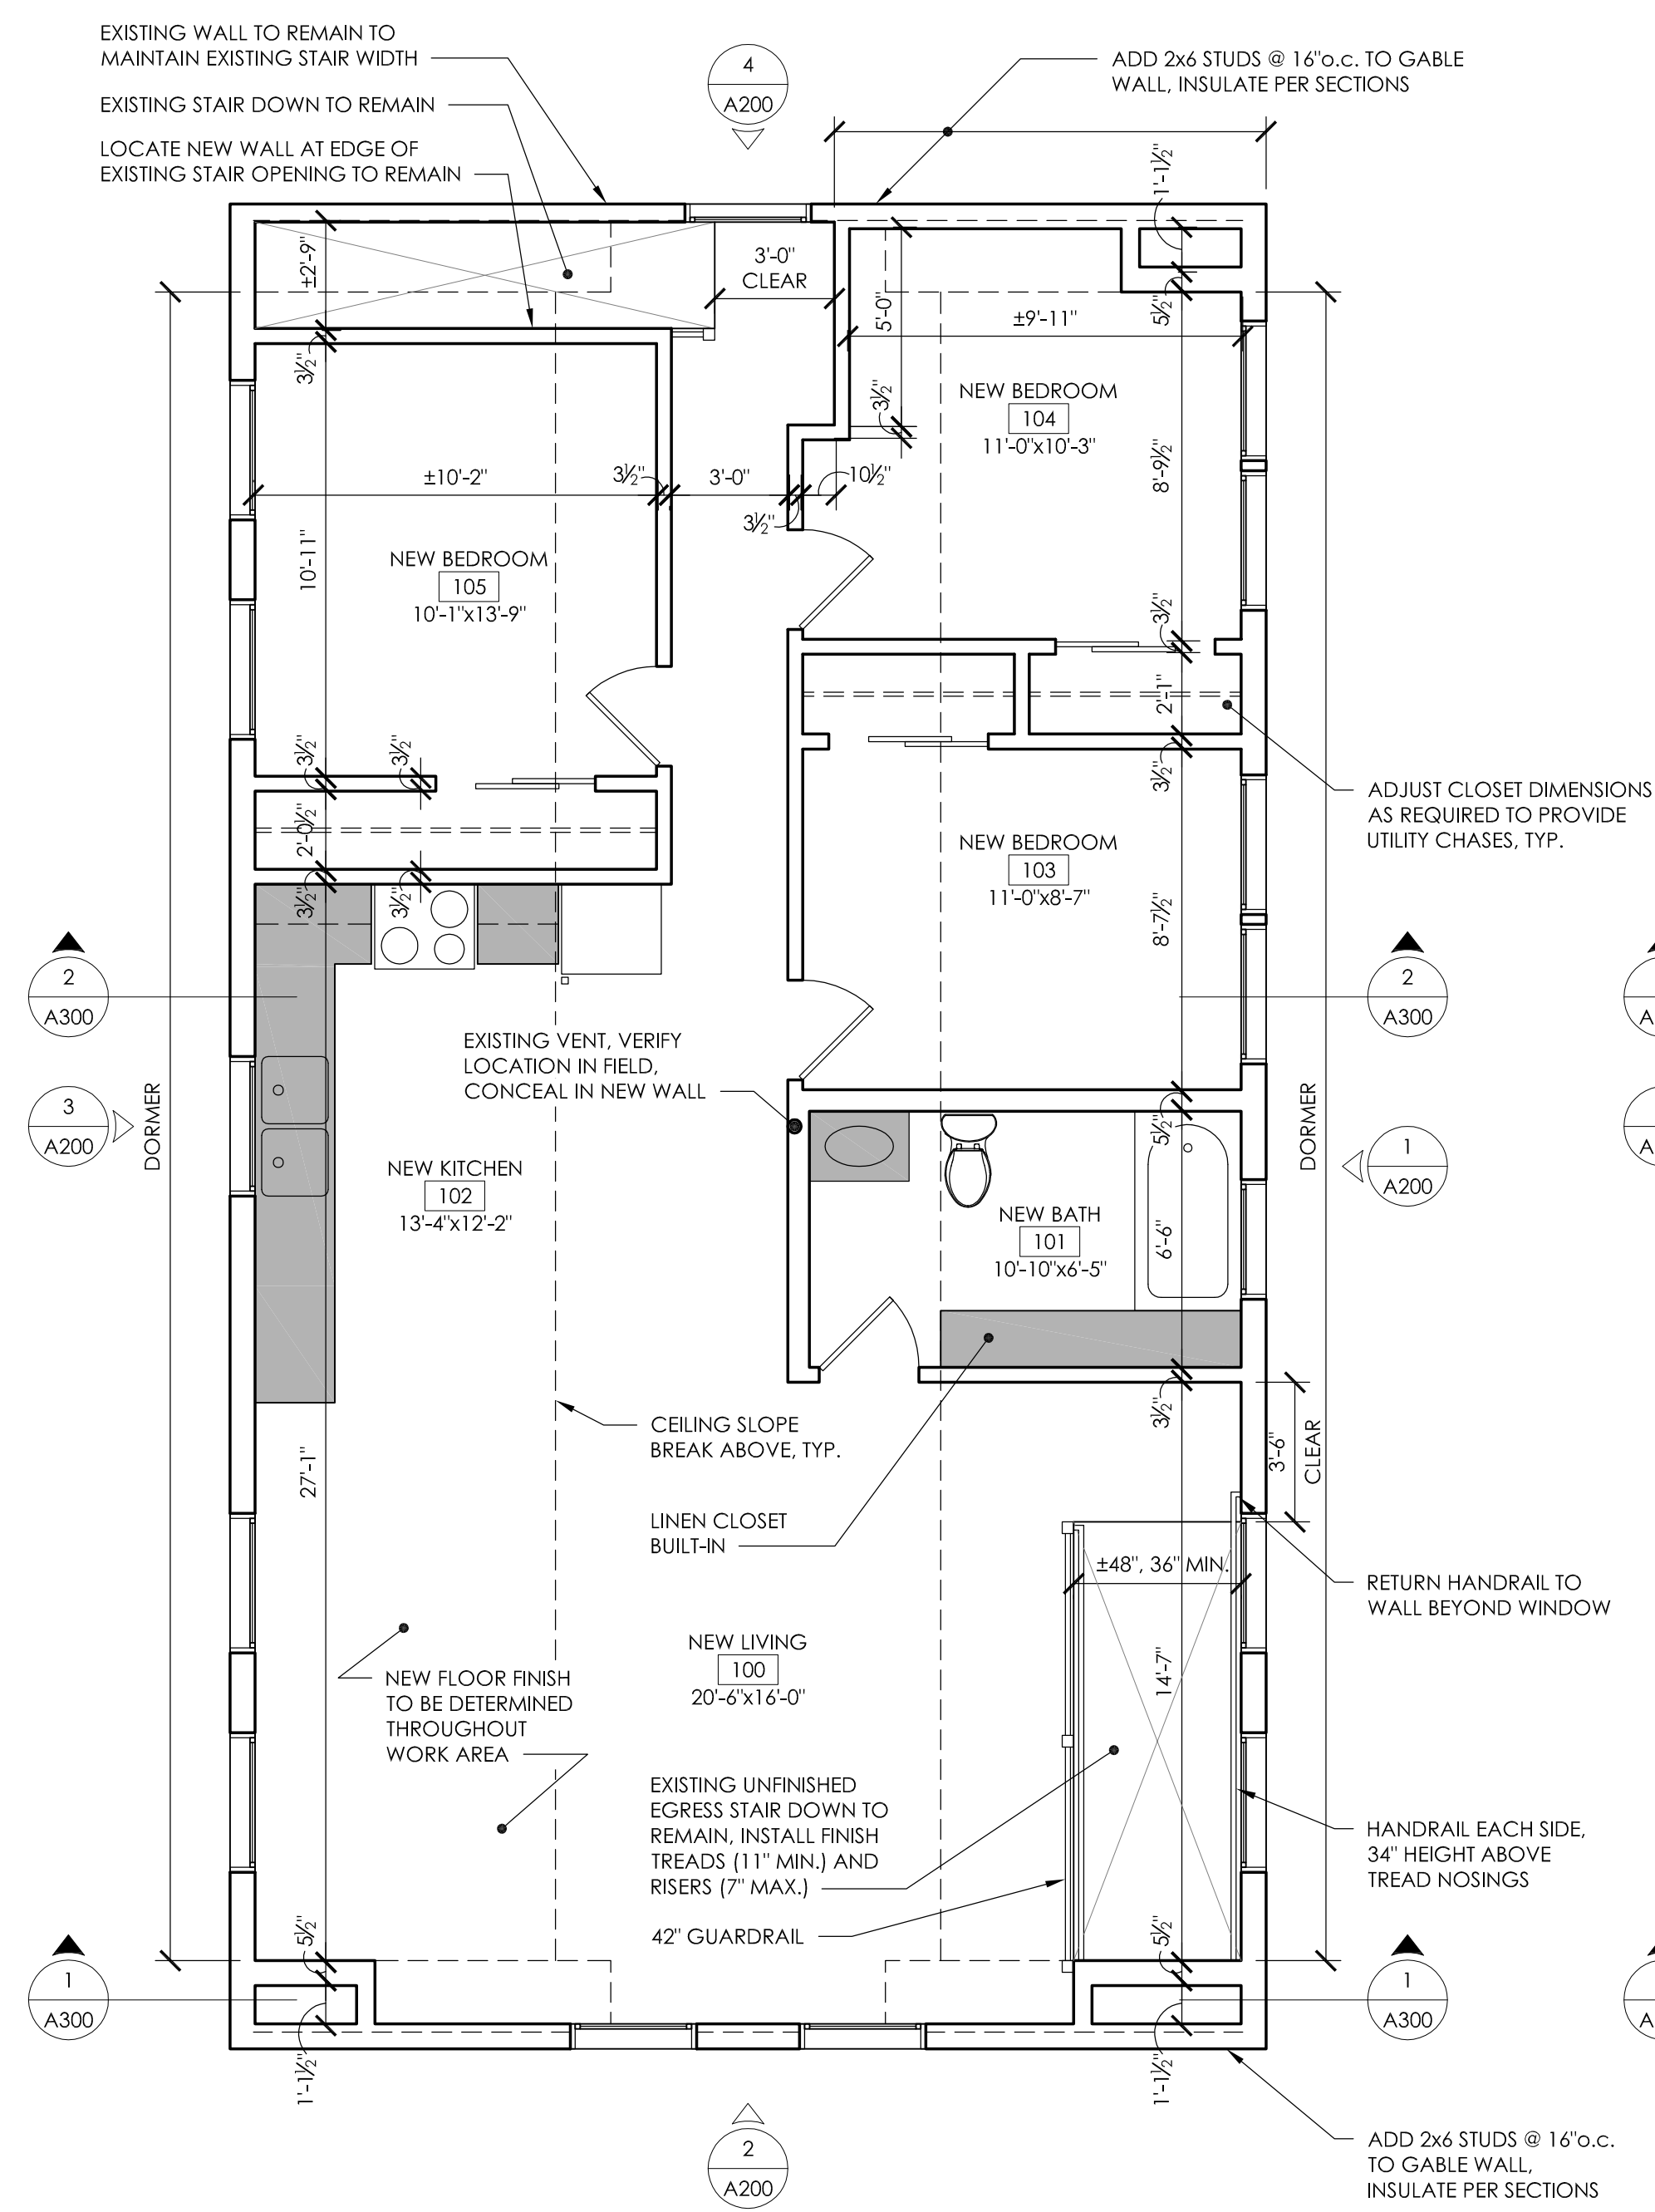 EXISTING WALL TO REMAIN TO
MAINTAIN EXISTING STAIR WIDTH
EXISTING STAIR DOWN TO REMAIN
LOCATE NEW WALL AT EDGE OF
EXISTING STAIR OPENING TO REMAIN
4
A200
ADD 2x6 STUDS @ 16"o.c. TO GABLE
WALL, INSULATE PER SECTIONS
1'-1½"
±2'-9"
3'-0"
CLEAR
5'-0"
5½"
±9'-11"
3½"
3½"
NEW BEDROOM
104
11'-0"x10'-3"
8'-9½"
±10'-2"
3½"
3'-0"
10½"
3½"
10'-11"
NEW BEDROOM
105
10'-1"x13'-9"
3½"
2'-1"
3½"
3½"
3½"
2'-0½"
3½"
3½"
ADJUST CLOSET DIMENSIONS
AS REQUIRED TO PROVIDE
UTILITY CHASES, TYP.
NEW BEDROOM
103
11'-0"x8'-7"
8'-7½"
2
A300
2
A300
A
EXISTING VENT, VERIFY
LOCATION IN FIELD,
CONCEAL IN NEW WALL
3
A200
DORMER
5½"
DORMER
1
A200
A
NEW KITCHEN
102
13'-4"x12'-2"
NEW BATH
101
10'-10"x6'-5"
6'-6"
3½"
CEILING SLOPE
BREAK ABOVE, TYP.
3'-6"
CLEAR
27'-1"
LINEN CLOSET
BUILT-IN
±48", 36" MIN.
RETURN HANDRAIL TO
WALL BEYOND WINDOW
NEW LIVING
100
20'-6"x16'-0"
14'-7"
NEW FLOOR FINISH
TO BE DETERMINED
THROUGHOUT
WORK AREA
EXISTING UNFINISHED
EGRESS STAIR DOWN TO
REMAIN, INSTALL FINISH
TREADS (11" MIN.) AND
RISERS (7" MAX.)
HANDRAIL EACH SIDE,
34" HEIGHT ABOVE
TREAD NOSINGS
42" GUARDRAIL
5½"
5½"
1
A300
1
A300
A
1'-1½"
1'-1½"
2
A200
ADD 2x6 STUDS @ 16"o.c.
TO GABLE WALL,
INSULATE PER SECTIONS